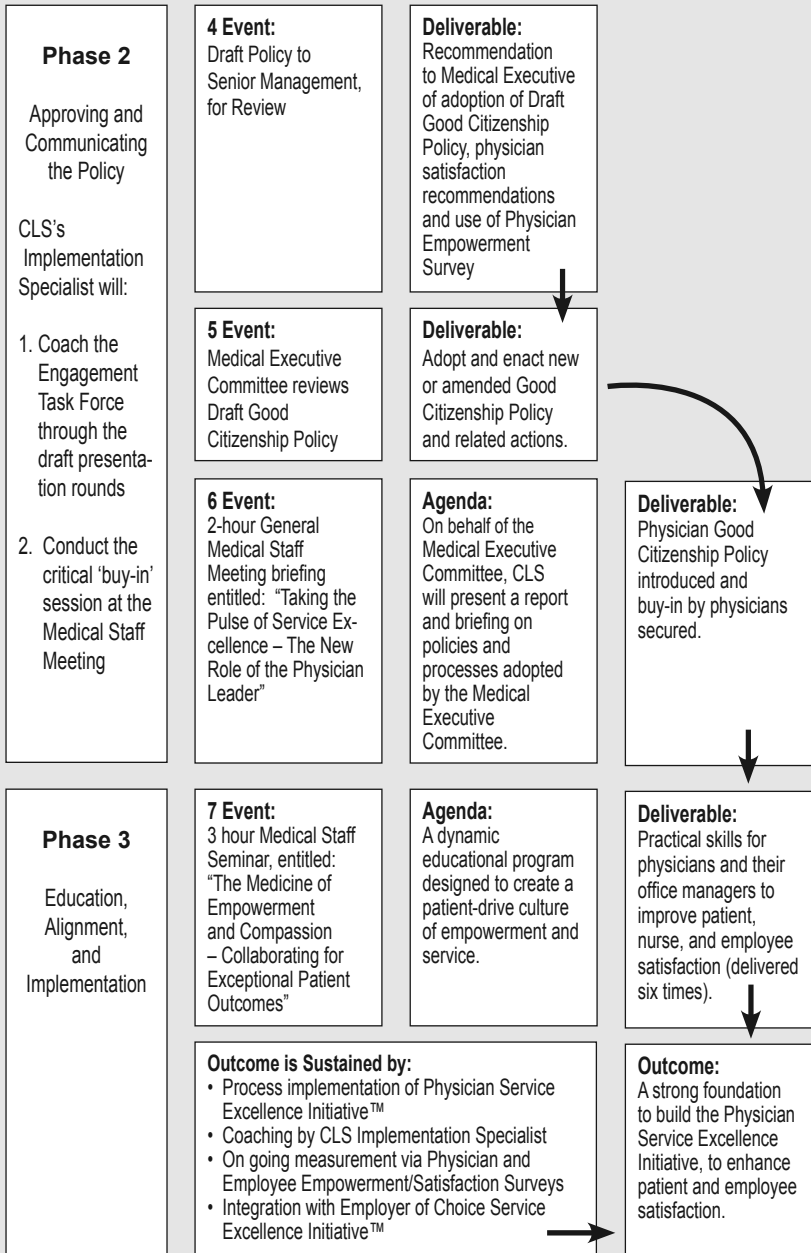 Phase 2
Approving and
Communicating
the Policy
CLS’s
Implementation
Specialist will:
1. Coach the
Engagement
Task Force
through the
draft presenta-
tion rounds
2. Conduct the
critical ‘buy-in’
session at the
Medical Staff
Meeting
4 Event:
Draft Policy to
Senior Management,
for Review
Deliverable:
Recommendation
to Medical Executive
of adoption of Draft
Good Citizenship
Policy, physician
satisfaction
recommendations
and use of Physician
Empowerment
Survey
5 Event:
Medical Executive
Committee reviews
Draft Good
Citizenship Policy
Deliverable:
Adopt and enact new
or amended Good
Citizenship Policy
and related actions.
6 Event:
2-hour General
Medical Staff
Meeting briefing
entitled: “Taking the
Pulse of Service Ex-
cellence – The New
Role of the Physician
Leader”
Agenda:
On behalf of the
Medical Executive
Committee, CLS
will present a report
and briefing on
policies and
processes adopted
by the Medical
Executive
Committee.
Deliverable:
Physician Good
Citizenship Policy
introduced and
buy-in by physicians
secured.
Phase 3
Education,
Alignment,
and
Implementation
7 Event:
3 hour Medical Staff
Seminar, entitled:
“The Medicine of
Empowerment
and Compassion
– Collaborating for
Exceptional Patient
Outcomes”
Agenda:
A dynamic
educational program
designed to create a
patient-drive culture
of empowerment and
service.
Deliverable:
Practical skills for
physicians and their
office managers to
improve patient,
nurse, and employee
satisfaction (delivered
six times).
Outcome is Sustained by:
• Process implementation of Physician Service
Excellence Initiative™
• Coaching by CLS Implementation Specialist
• On going measurement via Physician and
Employee Empowerment/Satisfaction Surveys
• Integration with Employer of Choice Service
Excellence Initiative™
Outcome:
A strong foundation
to build the Physician
Service Excellence
Initiative, to enhance
patient and employee
satisfaction.